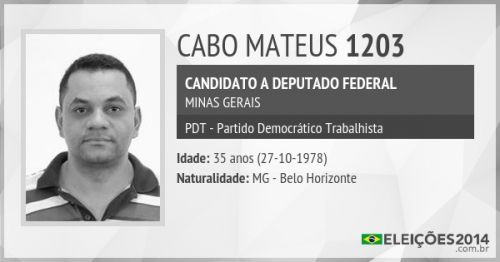 CABO MATEUS 1203
CANDIDATO A DEPUTADO FEDERAL
MINAS GERAIS
PDT - Partido Democrático Trabalhista
Idade: 35 anos (27-10-1978)
Naturalidade: MG - Belo Horizonte
ELEIÇÕES2014
.com.br